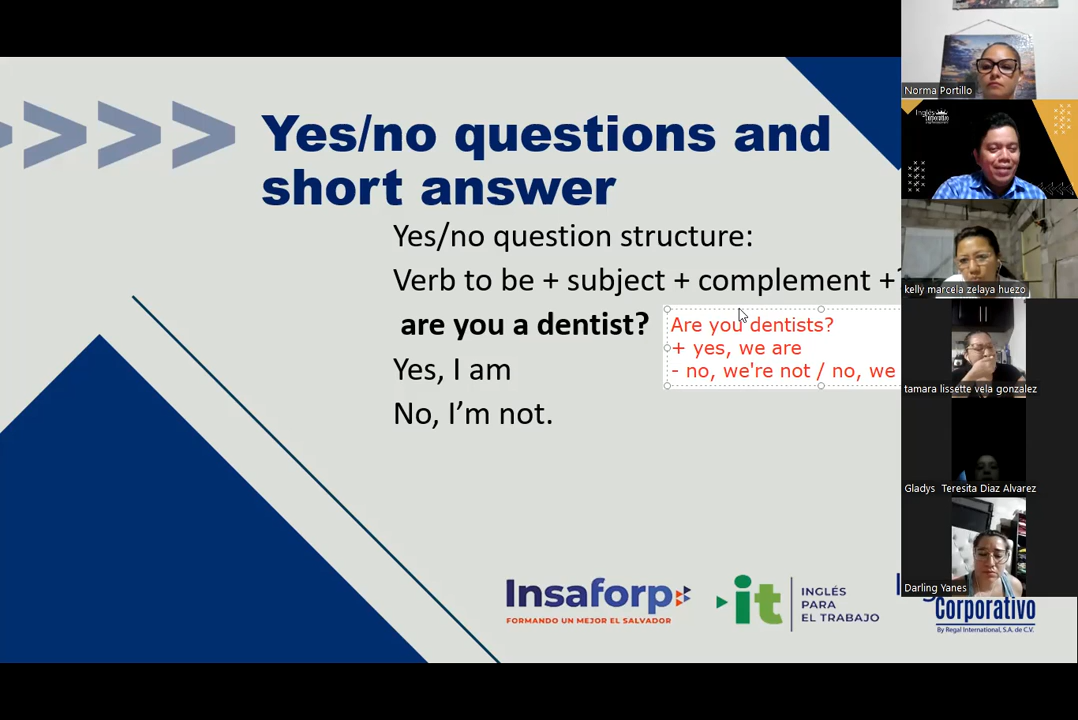 Yes/no questions and
short answer
Yes/no question structure:
Verb to be + subject + complement +?
are you a dentist?
Yes, I am
No, I’m not.
Are you dentists?
+ yes, we are
- no, we're not / no, we
Insaforp
FORMANDO UN MEJOR EL SALVADOR
it
INGLÉS
PARA
EL TRABAJO
Corporativo
By Regal International, S.A. de C.V.
Norma Portillo
Inglés
Corporativo
kelly marcela zelaya huezo
tamara lissette vela gonzalez
Gladys Teresita Diaz Alvarez
Darling Yanes